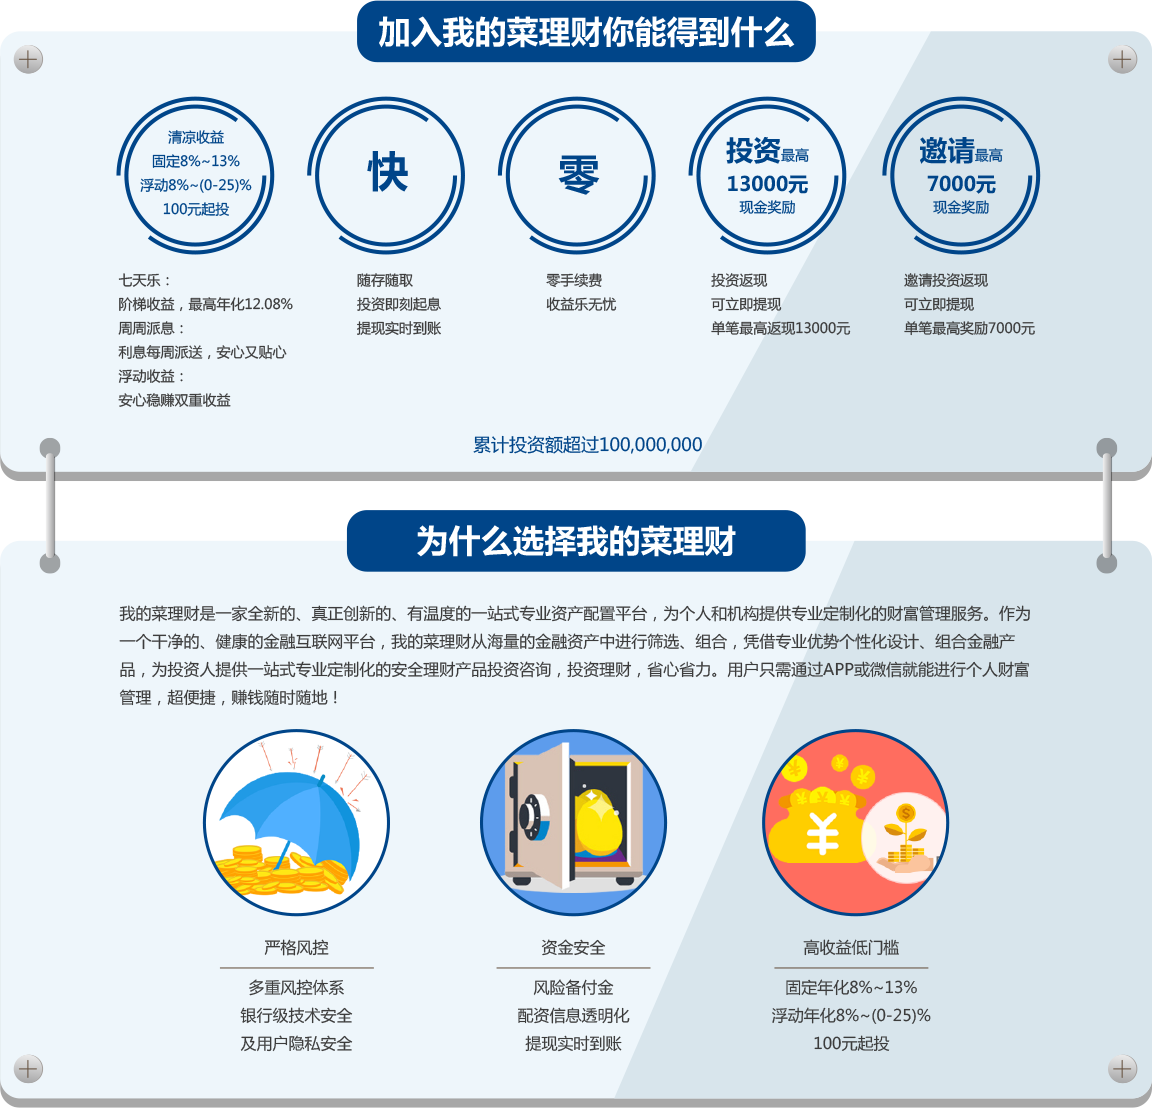 加入我的菜理财你能得到什么
清凉收益
固定8%~13%
浮动8%~(0-25)%
100元起投
快
零
投资最高
13000元
现金奖励
邀请最高
7000元
现金奖励
七天乐：
阶梯收益，最高年化12.08%
周周派息：
利息每周派送，安心又贴心
浮动收益：
安心稳赚双重收益
随存随取
投资即刻起息
提现实时到账
零手续费
收益乐无忧
投资返现
可立即提现
单笔最高返现13000元
邀请投资返现
可立即提现
单笔最高奖励7000元
累计投资额超过100,000,000
为什么选择我的菜理财
我的菜理财是一家全新的、真正创新的、有温度的一站式专业资产配置平台，为个人和机构提供专业定制化的财富管理服务。作为
一个干净的、健康的金融互联网平台，我的菜理财从海量的金融资产中进行筛选、组合，凭借专业优势个性化设计、组合金融产
品，为投资人提供一站式专业定制化的安全理财产品投资咨询，投资理财，省心省力。用户只需通过APP或微信就能进行个人财富
管理，超便捷，赚钱随时随地！
严格风控
多重风控体系
银行级技术安全
及用户隐私安全
资金安全
风险备付金
配资信息透明化
提现实时到账
高收益低门槛
固定年化8%~13%
浮动年化8%~(0-25)%
100元起投